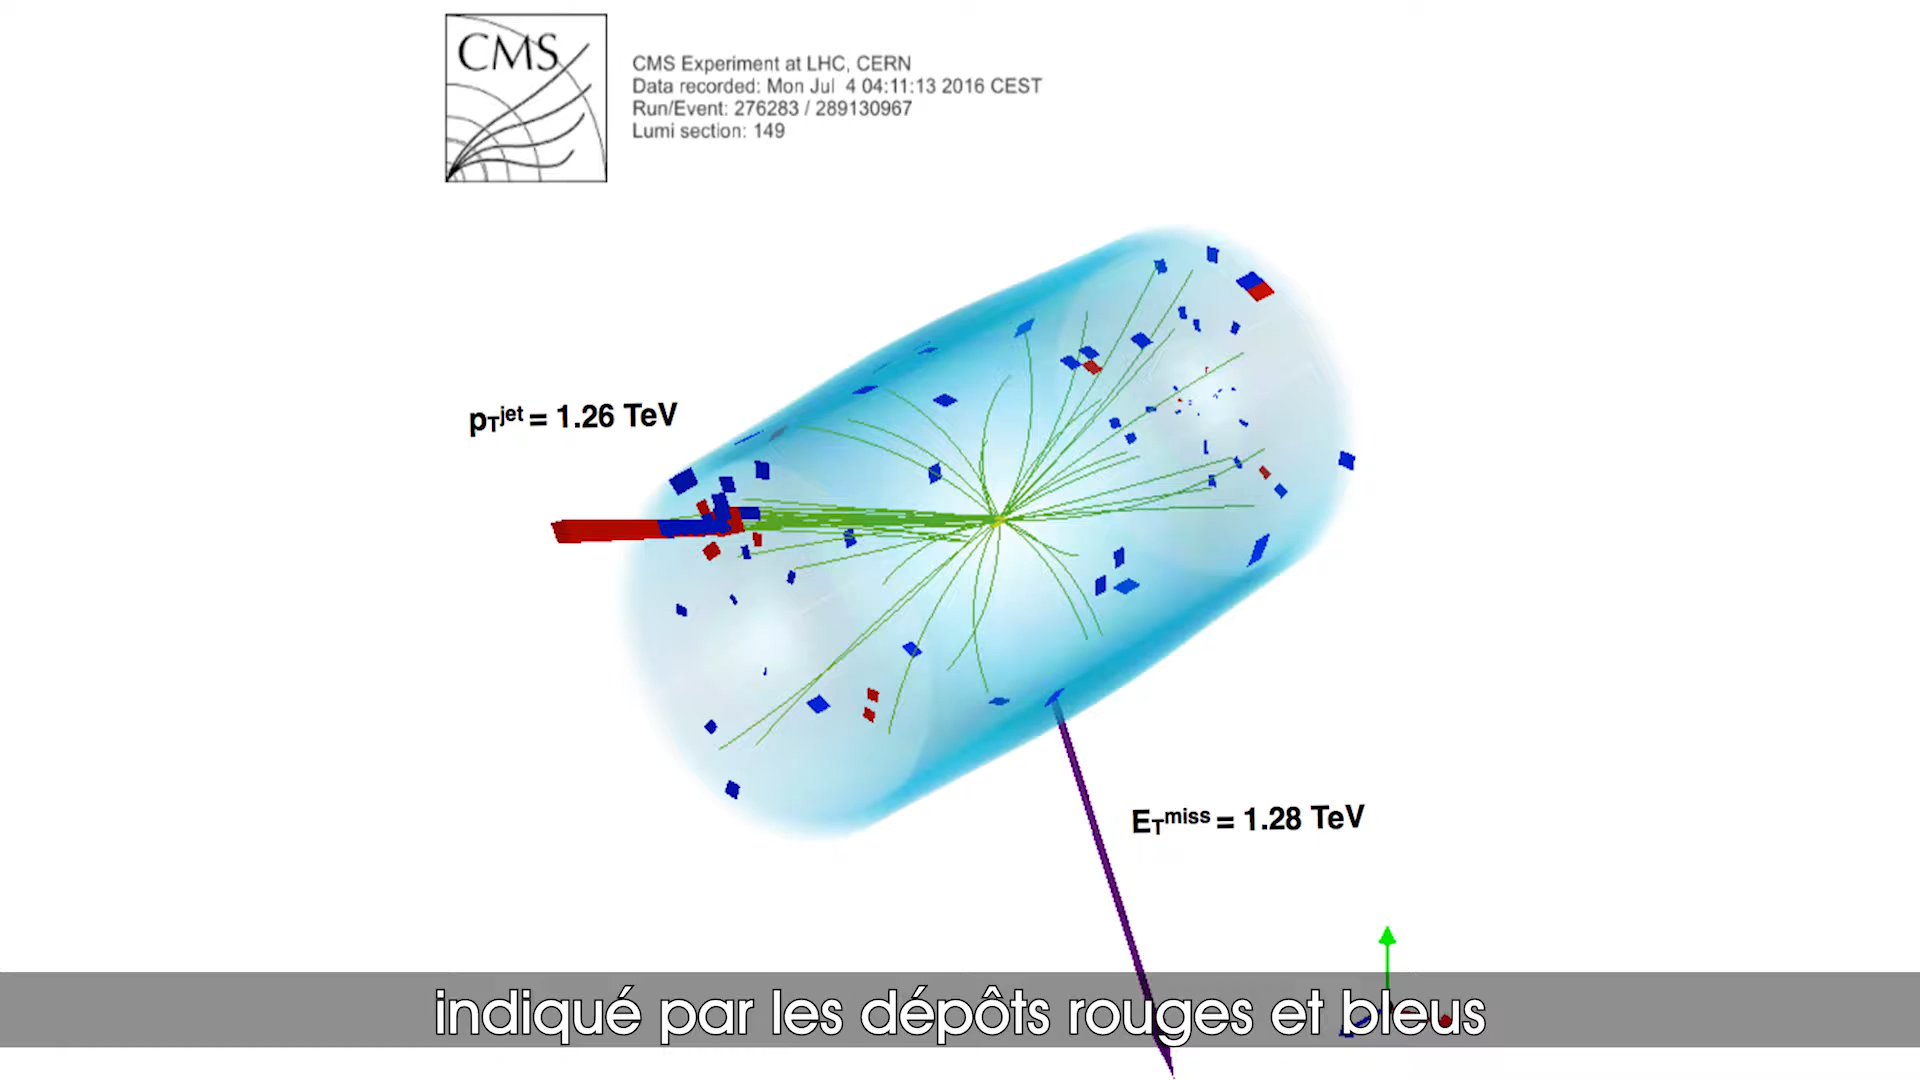 CMS
CMS Experiment at LHC, CERN
Data recorded: Mon Jul 4 04:11:13 2016 CEST
Run/Event: 276283 / 289130967
Lumi section: 149
pTjet = 1.26 TeV
ETmiss = 1.28 TeV
indiqué par les dépôts rouges et bleus